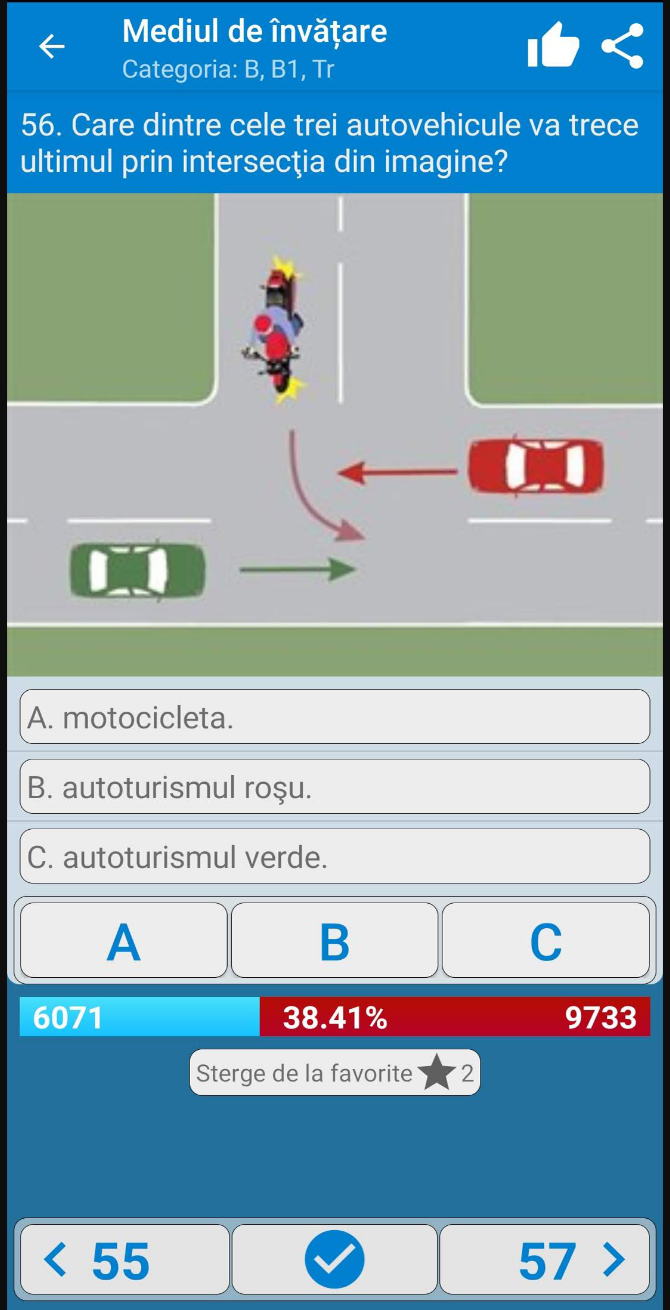 Mediul de învățare
Categoria: B, B1, Tr
56. Care dintre cele trei autovehicule va trece
ultimul prin intersecţia din imagine?
A. motocicleta.
B. autoturismul roşu.
C. autoturismul verde.
A B C
6071 38.41% 9733
Sterge de la favorite 2
55 57